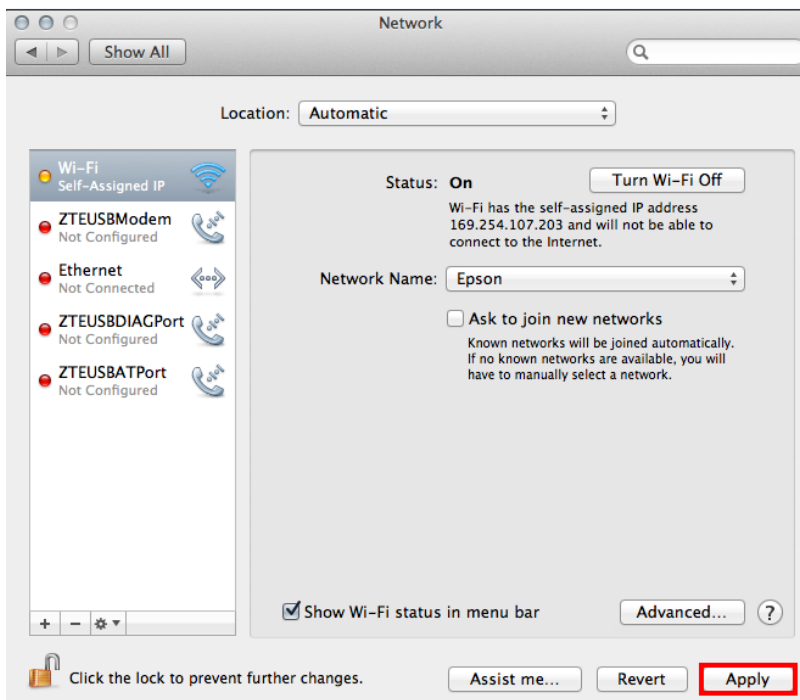 Network
Show All
Location: Automatic
Wi-Fi
Self-Assigned IP
ZTEUSBModem
Not Configured
Ethernet
Not Connected
ZTEUSBDIAGPort
Not Configured
ZTEUSBATPort
Not Configured
Status: On
Turn Wi-Fi Off
Wi-Fi has the self-assigned IP address
169.254.107.203 and will not be able to
connect to the Internet.
Network Name: Epson
Ask to join new networks
Known networks will be joined automatically.
If no known networks are available, you will
have to manually select a network.
Show Wi-Fi status in menu bar
Advanced...
?
+ −
Click the lock to prevent further changes.
Assist me...
Revert
Apply